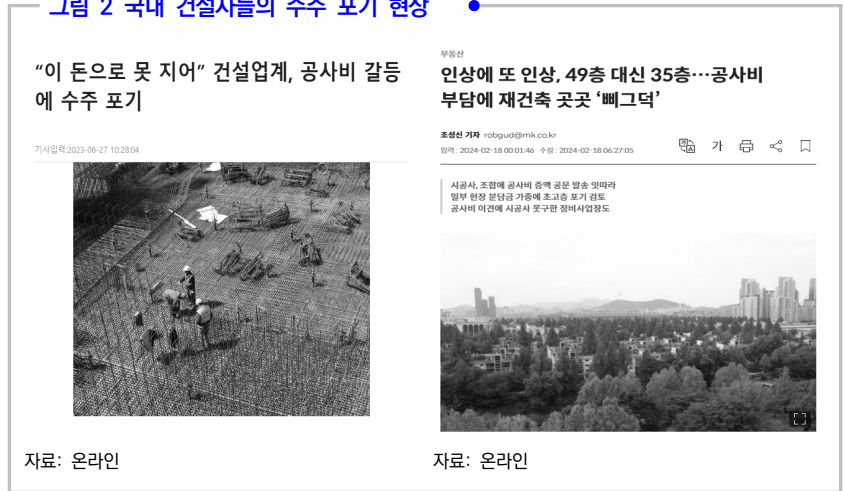 그림 2 국내 건설사들의 수주 포기 현상
“이 돈으로 못 지어” 건설업계, 공사비 갈등
에 수주 포기
기사입력:2023-06-27 10:28:04
자료: 온라인
부동산
인상에 또 인상, 49층 대신 35층…공사비
부담에 재건축 곳곳 ‘삐그덕’
조성신 기자 robgud@mk.co.kr
입력 : 2024-02-18 00:01:46 수정 : 2024-02-18 06:27:05
가
시공사, 조합에 공사비 증액 공문 발송 잇따라
일부 현장 분담금 가중에 초고층 포기 검토
공사비 이견에 시공사 못구한 정비사업장도
자료: 온라인